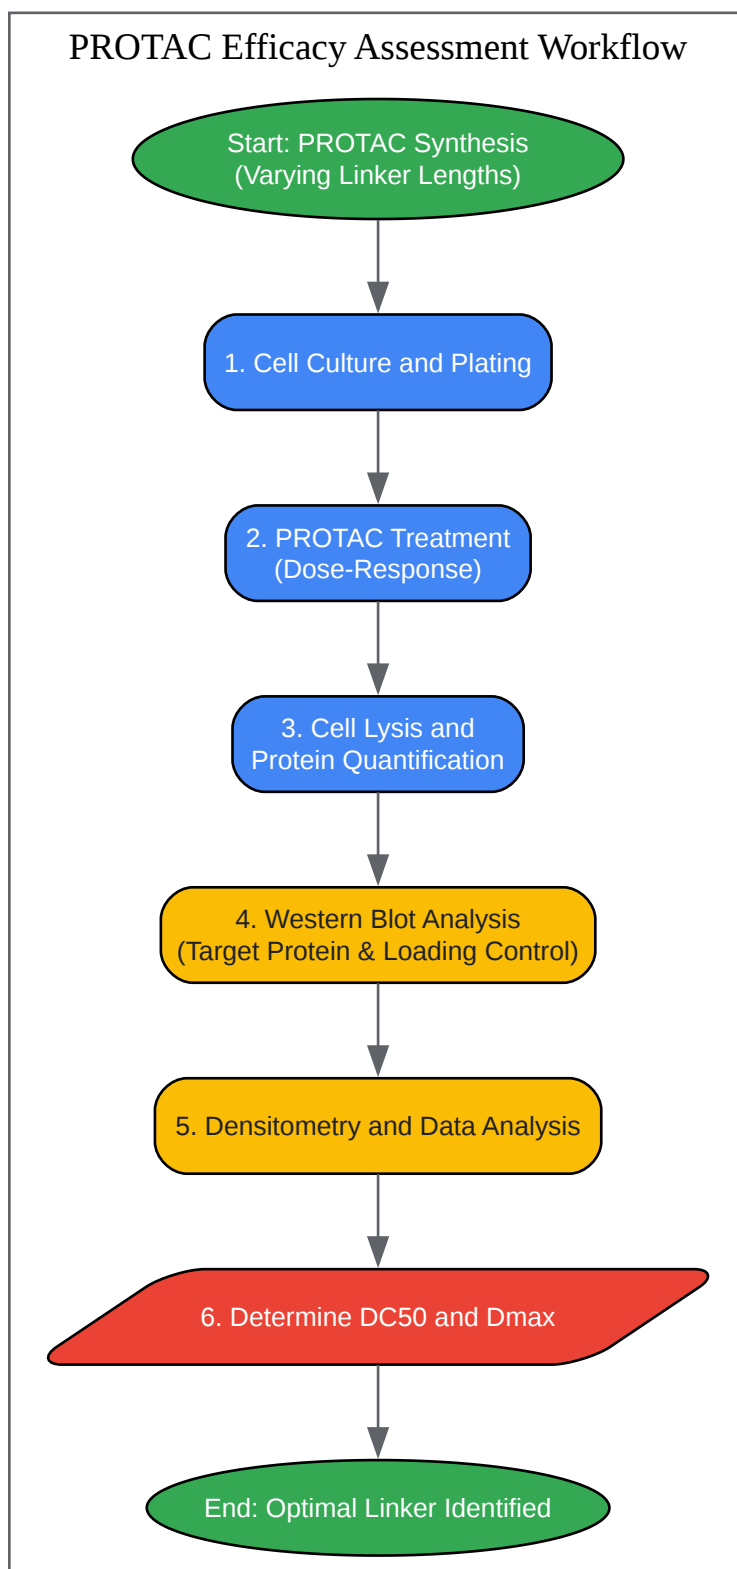 PROTAC Efficacy Assessment Workflow
Start: PROTAC Synthesis
(Varying Linker Lengths)
1. Cell Culture and Plating
2. PROTAC Treatment
(Dose-Response)
3. Cell Lysis and
Protein Quantification
4. Western Blot Analysis
(Target Protein & Loading Control)
5. Densitometry and Data Analysis
6. Determine DC50 and Dmax
End: Optimal Linker Identified